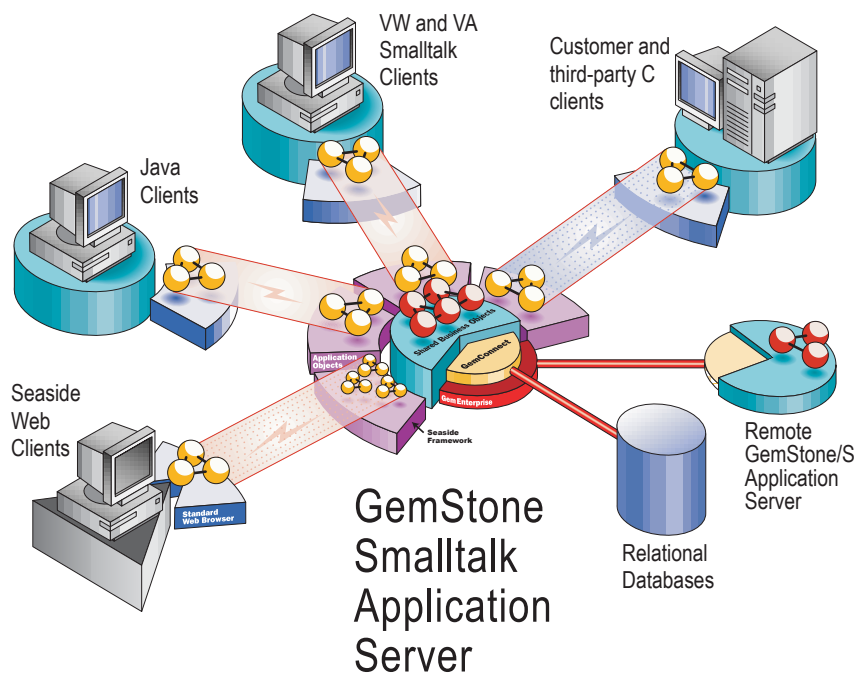 VW and VA
Smalltalk
Clients
Customer and
third-party C
clients
Java
Clients
Shared Business Objects
Application
Objects
GemConnect
Gem Enterprise
Seaside
Framework
Seaside
Web
Clients
Standard
Web Browser
Remote
GemStone/S
Application
Server
Relational
Databases
GemStone
Smalltalk
Application
Server